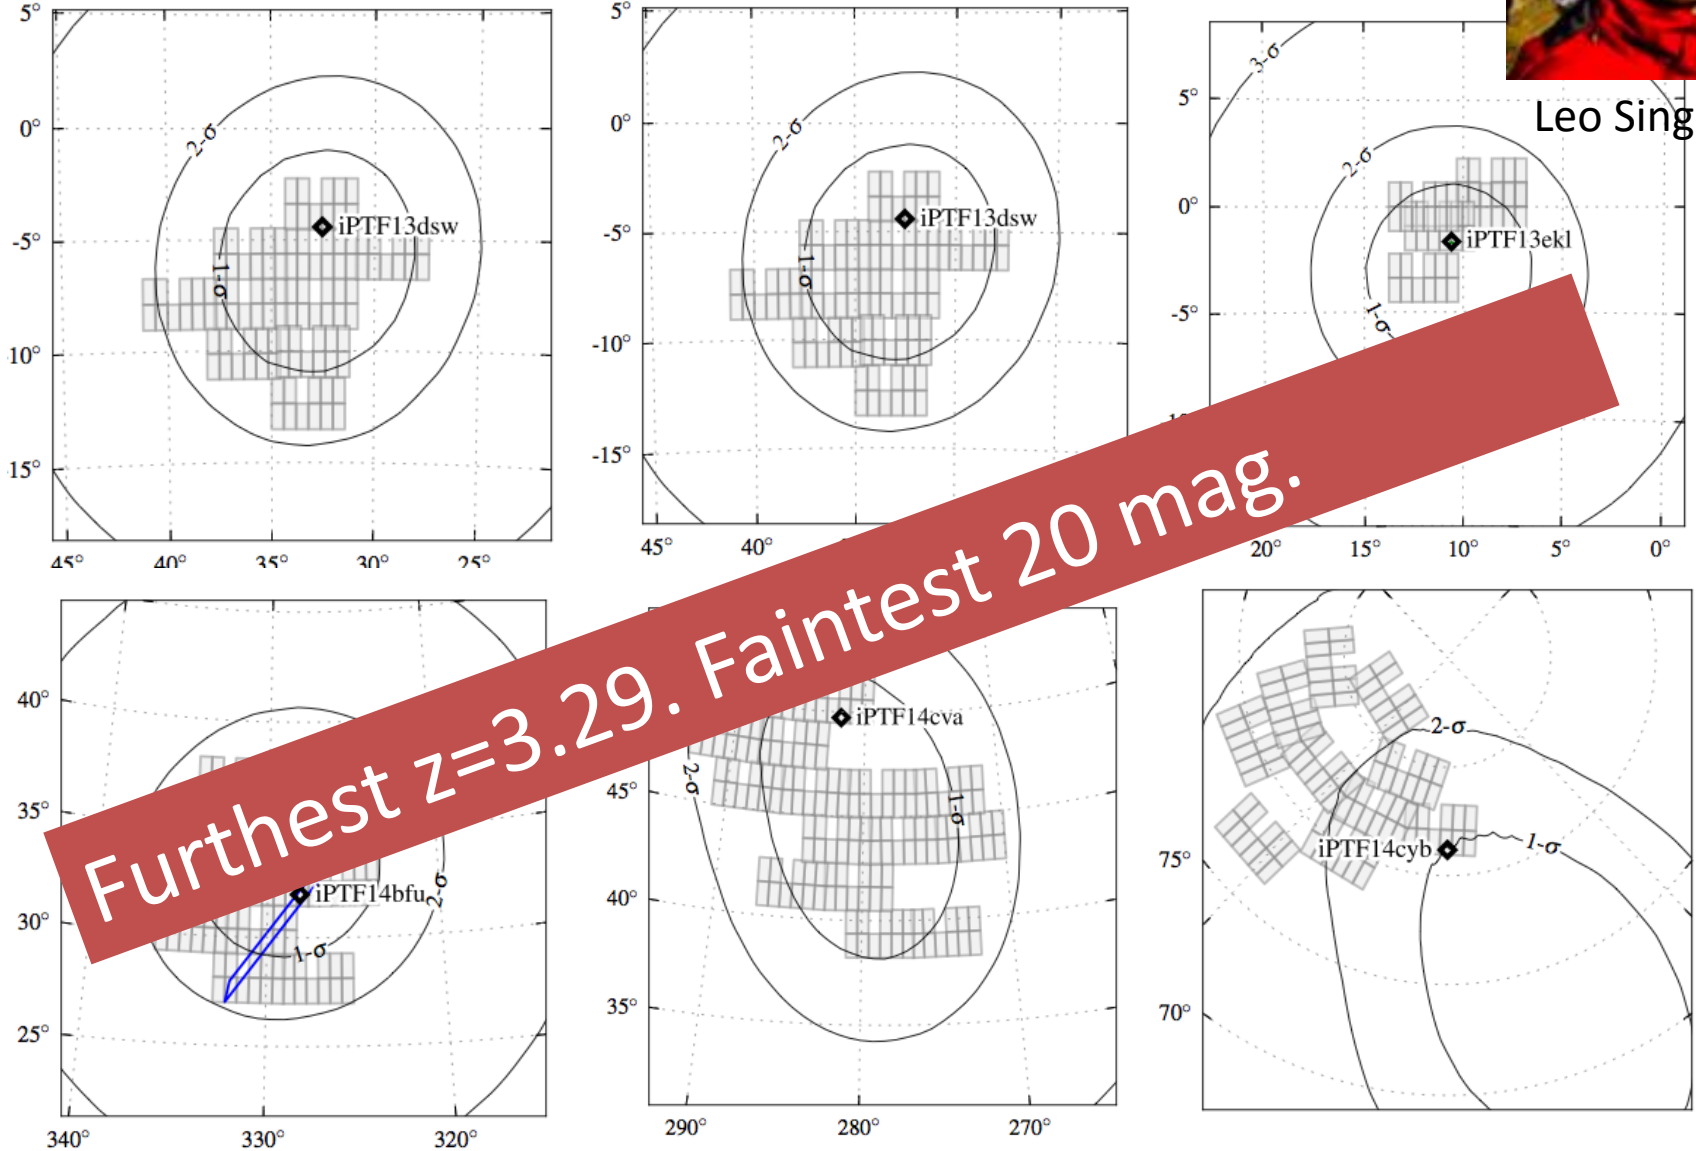 5°
0°
-5°
10°
15°
45°
40°
35°
30°
25°
2-σ
1-σ
iPTF13dsw
5°
0°
-5°
-10°
-15°
45°
40°
2-σ
1-σ
iPTF13dsw
5°
0°
-5°
20°
15°
10°
5°
0°
3-σ
2-σ
1-σ
iPTF13ekl
Leo Sing
Furthest z=3.29. Faintest 20 mag.
40°
35°
30°
25°
340°
330°
320°
iPTF14bfu
2-σ
1-σ
45°
40°
35°
290°
280°
270°
iPTF14cva
2-σ
1-σ
75°
70°
2-σ
iPTF14cyb
1-σ